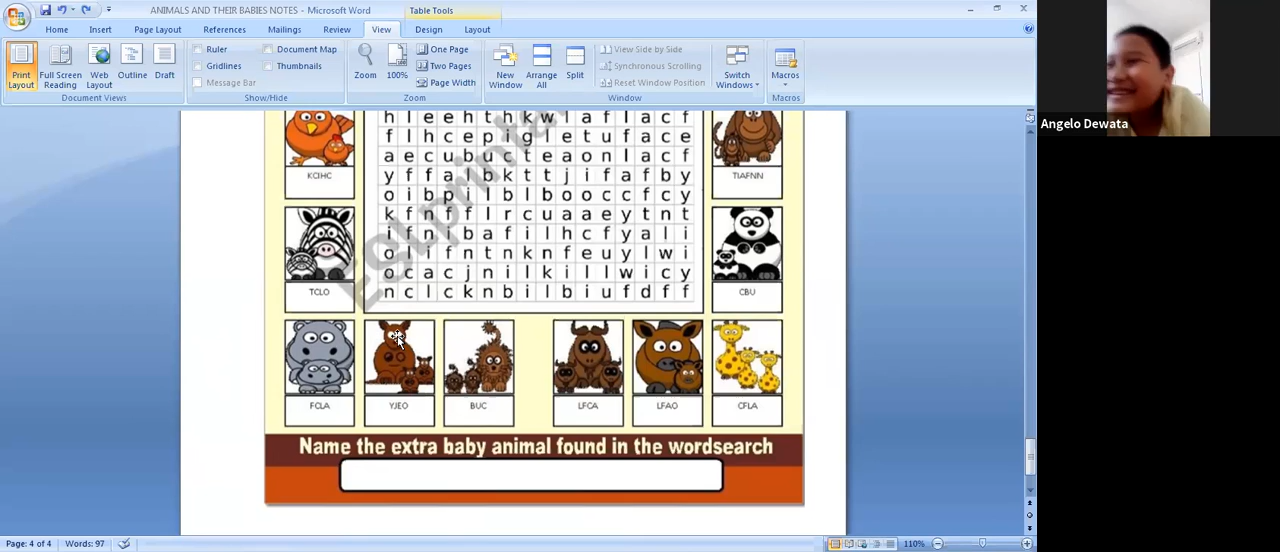 ANIMALS AND THEIR BABIES NOTES - Microsoft Word
Table Tools
Home Insert Page Layout References Mailings Review View Design Layout
Print Layout
Full Screen Reading
Web Layout
Outline
Draft
Document Views
Ruler
Gridlines
Message Bar
Document Map
Thumbnails
Show/Hide
Zoom
100%
One Page
Two Pages
Page Width
Zoom
New Window
Arrange All
Split
View Side by Side
Synchronous Scrolling
Reset Window Position
Switch Windows
Window
Macros
Macros
Angelo Dewata
h l e e h t h k w i a f l a c f
f l h c e p i g l e t u f a c e
a e c u b c n t e a o n l a c f
y f f a i b k t t j i f a f b y
o i b p i l b l b o o c c f c y
k f n f f l r c u a a e y t n t
i f n i b a f i l h c f y a l i
o i i f n t n k n f e u y l w i
o c a c j n i l k i l l w i c y
n c l c k n b i l b i u f d f f
KCIHC
TIAFNN
TCLO
CBU
FCLA YJEO BUC LFCA LFAO CFLA
Name the extra baby animal found in the wordsearch
Page: 4 of 4 Words: 97 110%